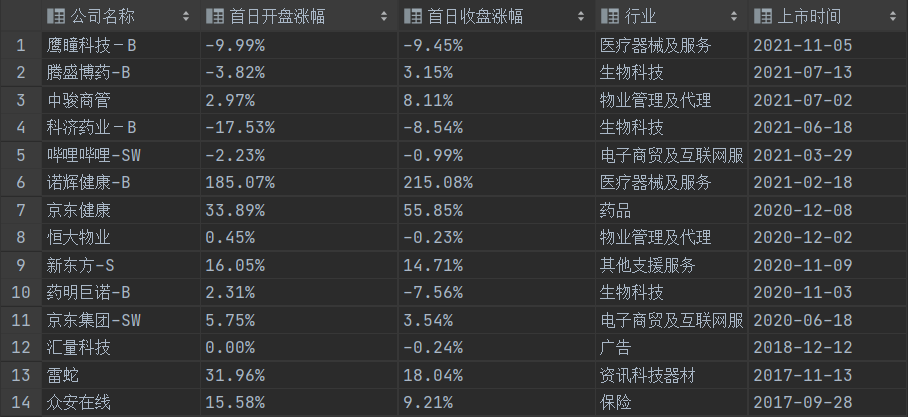 公司名称 首日开盘涨幅 首日收盘涨幅 行业 上市时间
1 鹰瞳科技－B -9.99% -9.45% 医疗器械及服务 2021-11-05
2 腾盛博药-B -3.82% 3.15% 生物科技 2021-07-13
3 中骏商管 2.97% 8.11% 物业管理及代理 2021-07-02
4 科济药业－B -17.53% -8.54% 生物科技 2021-06-18
5 哔哩哔哩-SW -2.23% -0.99% 电子商贸及互联网服 2021-03-29
6 诺辉健康-B 185.07% 215.08% 医疗器械及服务 2021-02-18
7 京东健康 33.89% 55.85% 药品 2020-12-08
8 恒大物业 0.45% -0.23% 物业管理及代理 2020-12-02
9 新东方-S 16.05% 14.71% 其他支援服务 2020-11-09
10 药明巨诺-B 2.31% -7.56% 生物科技 2020-11-03
11 京东集团-SW 5.75% 3.54% 电子商贸及互联网服 2020-06-18
12 汇量科技 0.00% -0.24% 广告 2018-12-12
13 雷蛇 31.96% 18.04% 资讯科技器材 2017-11-13
14 众安在线 15.58% 9.21% 保险 2017-09-28